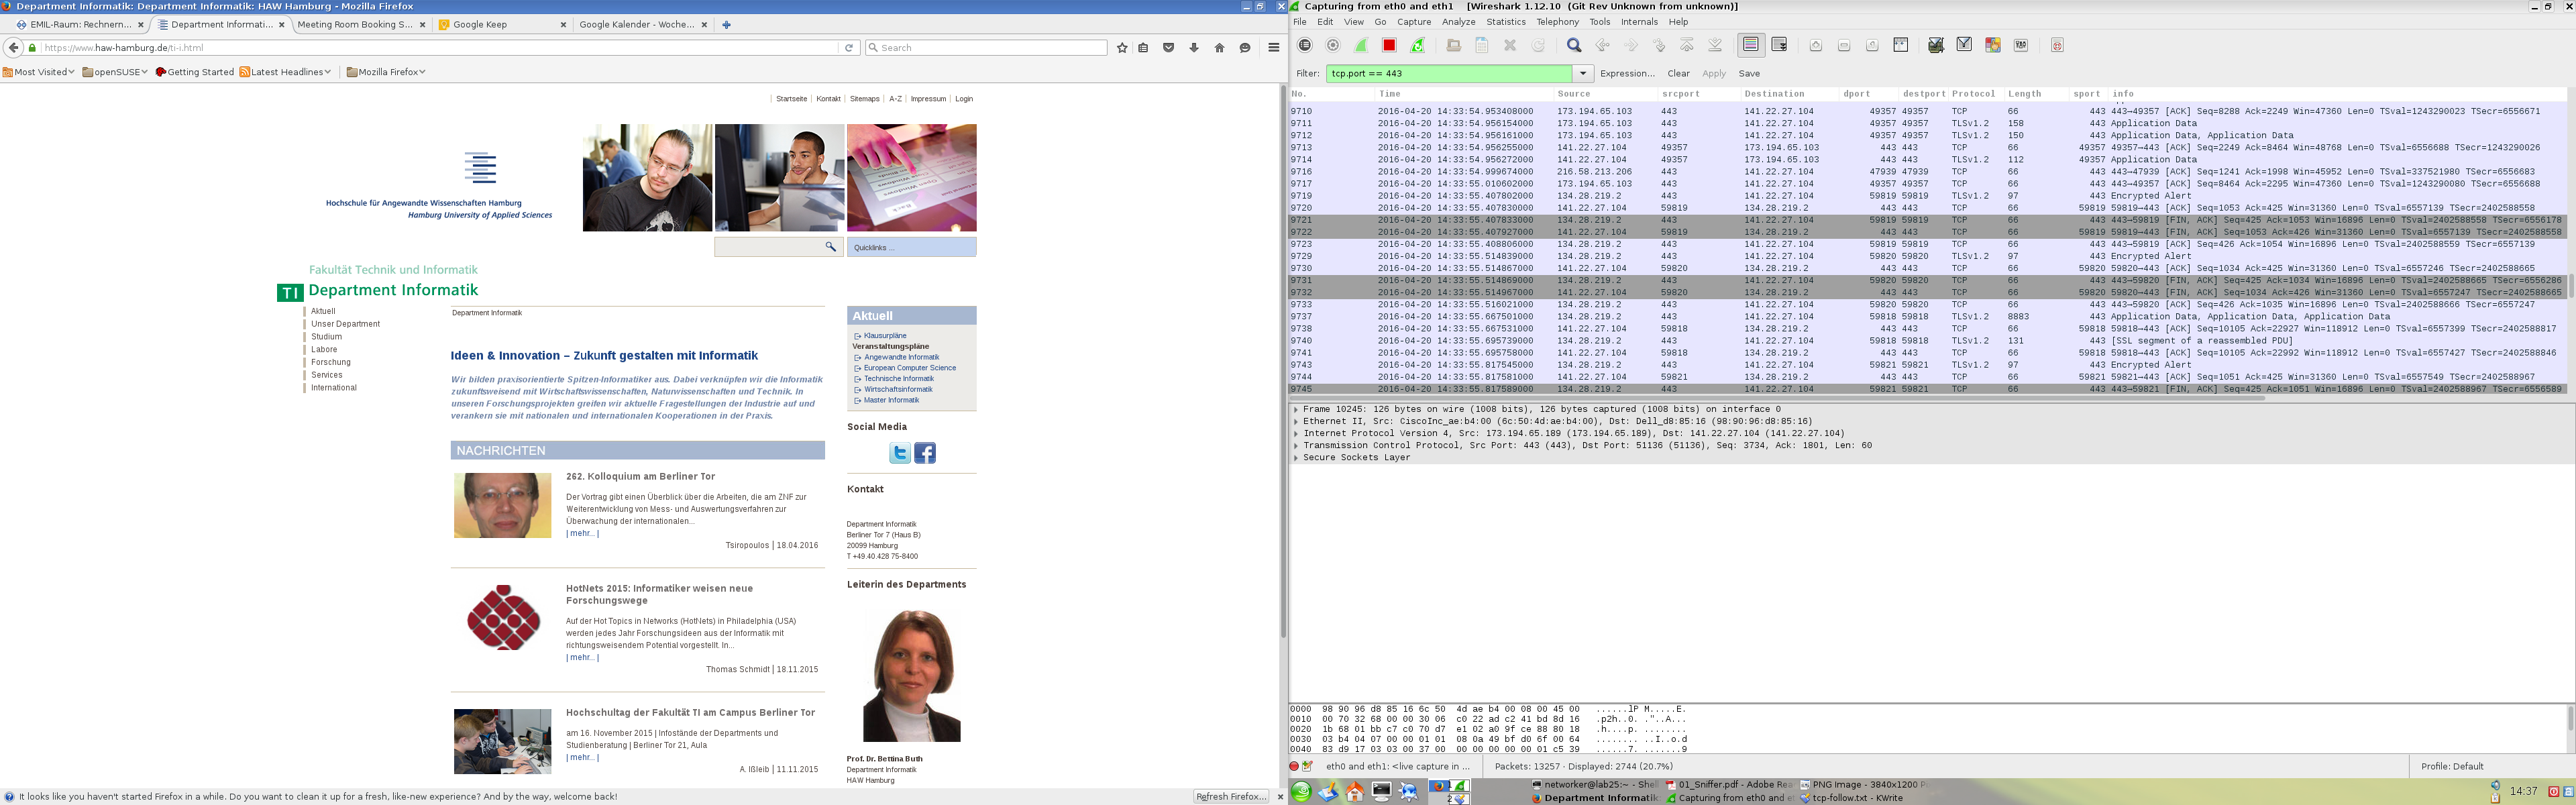 Department Informatik: Department Informatik: HAW Hamburg - Mozilla Firefox
EMIL-Raum: Rechnern...
Department Informati...
Meeting Room Booking S...
Google Keep
Google Kalender - Woche...
https://www.haw-hamburg.de/ti-i.html
Search
Most Visited
openSUSE
Getting Started
Latest Headlines
Mozilla Firefox
| Startseite | Kontakt | Sitemaps | A-Z | Impressum | Login
Hochschule für Angewandte Wissenschaften Hamburg
Hamburg University of Applied Sciences
Quicklinks ...
Fakultät Technik und Informatik
TI Department Informatik
Aktuell
Unser Department
Studium
Labore
Forschung
Services
International
Department Informatik
Ideen & Innovation – Zukunft gestalten mit Informatik
Wir bilden praxisorientierte Spitzen-Informatiker aus. Dabei verknüpfen wir die Informatik
zukunftsweisend mit Wirtschaftswissenschaften, Naturwissenschaften und Technik. In
unseren Forschungsprojekten greifen wir aktuelle Fragestellungen der Industrie auf und
verankern sie mit nationalen und internationalen Kooperationen in der Praxis.
NACHRICHTEN
262. Kolloquium am Berliner Tor
Der Vortrag gibt einen Überblick über die Arbeiten, die am ZNF zur
Weiterentwicklung von Mess- und Auswertungsverfahren zur
Überwachung der internationalen...
| mehr... |
Tsiropoulos | 18.04.2016
HotNets 2015: Informatiker weisen neue
Forschungswege
Auf der Hot Topics in Networks (HotNets) in Philadelphia (USA)
werden jedes Jahr Forschungsideen aus der Informatik mit
richtungsweisendem Potential vorgestellt. In...
| mehr... |
Thomas Schmidt | 18.11.2015
Hochschultag der Fakultät TI am Campus Berliner Tor
am 16. November 2015 | Infostände der Departments und
Studienberatung | Berliner Tor 21, Aula
| mehr... |
A. Ißleib | 11.11.2015
Aktuell
Klausurpläne
Veranstaltungspläne
Angewandte Informatik
European Computer Science
Technische Informatik
Wirtschaftsinformatik
Master Informatik
Social Media
Kontakt
Department Informatik
Berliner Tor 7 (Haus B)
20099 Hamburg
T +49.40.428 75-8400
Leiterin des Departments
Prof. Dr. Bettina Buth
Department Informatik
HAW Hamburg
It looks like you haven't started Firefox in a while. Do you want to clean it up for a fresh, like-new experience? And by the way, welcome back!
Refresh Firefox...
Capturing from eth0 and eth1 [Wireshark 1.12.10 (Git Rev Unknown from unknown)]
File Edit View Go Capture Analyze Statistics Telephony Tools Internals Help
Filter: tcp.port == 443 Expression... Clear Apply Save
No. Time Source srcport Destination dport destport Protocol Length sport info
9710 2016-04-20 14:33:54.953408000 173.194.65.103 443 141.22.27.104 49357 49357 TCP 66 443 443→49357 [ACK] Seq=8288 Ack=2249 Win=47360 Len=0 TSval=1243290023 TSecr=6556671
9711 2016-04-20 14:33:54.956154000 173.194.65.103 443 141.22.27.104 49357 49357 TLSv1.2 158 443 Application Data
9712 2016-04-20 14:33:54.956161000 173.194.65.103 443 141.22.27.104 49357 49357 TLSv1.2 150 443 Application Data, Application Data
9713 2016-04-20 14:33:54.956255000 141.22.27.104 49357 173.194.65.103 443 443 TCP 66 49357 49357→443 [ACK] Seq=2249 Ack=8464 Win=48768 Len=0 TSval=6556688 TSecr=1243290026
9714 2016-04-20 14:33:54.956272000 141.22.27.104 49357 173.194.65.103 443 443 TLSv1.2 112 49357 Application Data
9716 2016-04-20 14:33:54.999674000 216.58.213.206 443 141.22.27.104 47939 47939 TCP 66 443 443→47939 [ACK] Seq=1241 Ack=1998 Win=45952 Len=0 TSval=337521980 TSecr=6556683
9717 2016-04-20 14:33:55.010602000 173.194.65.103 443 141.22.27.104 49357 49357 TCP 66 443 443→49357 [ACK] Seq=8464 Ack=2295 Win=47360 Len=0 TSval=1243290080 TSecr=6556688
9719 2016-04-20 14:33:55.407802000 134.28.219.2 443 141.22.27.104 59819 59819 TLSv1.2 97 443 Encrypted Alert
9720 2016-04-20 14:33:55.407830000 141.22.27.104 59819 134.28.219.2 443 443 TCP 66 59819 59819→443 [ACK] Seq=1053 Ack=425 Win=31360 Len=0 TSval=6557139 TSecr=2402588558
9721 2016-04-20 14:33:55.407833000 134.28.219.2 443 141.22.27.104 59819 59819 TCP 66 443 443→59819 [FIN, ACK] Seq=425 Ack=1053 Win=16896 Len=0 TSval=2402588558 TSecr=6556178
9722 2016-04-20 14:33:55.407927000 141.22.27.104 59819 134.28.219.2 443 443 TCP 66 59819 59819→443 [FIN, ACK] Seq=1053 Ack=426 Win=31360 Len=0 TSval=6557139 TSecr=2402588558
9723 2016-04-20 14:33:55.408806000 134.28.219.2 443 141.22.27.104 59819 59819 TCP 66 443 443→59819 [ACK] Seq=426 Ack=1054 Win=16896 Len=0 TSval=2402588559 TSecr=6557139
9729 2016-04-20 14:33:55.514839000 134.28.219.2 443 141.22.27.104 59820 59820 TLSv1.2 97 443 Encrypted Alert
9730 2016-04-20 14:33:55.514867000 141.22.27.104 59820 134.28.219.2 443 443 TCP 66 59820 59820→443 [ACK] Seq=1034 Ack=425 Win=31360 Len=0 TSval=6557246 TSecr=2402588665
9731 2016-04-20 14:33:55.514869000 134.28.219.2 443 141.22.27.104 59820 59820 TCP 66 443 443→59820 [FIN, ACK] Seq=425 Ack=1034 Win=16896 Len=0 TSval=2402588665 TSecr=6556286
9732 2016-04-20 14:33:55.514967000 141.22.27.104 59820 134.28.219.2 443 443 TCP 66 59820 59820→443 [FIN, ACK] Seq=1034 Ack=426 Win=31360 Len=0 TSval=6557247 TSecr=2402588665
9733 2016-04-20 14:33:55.516021000 134.28.219.2 443 141.22.27.104 59820 59820 TCP 66 443 443→59820 [ACK] Seq=426 Ack=1035 Win=16896 Len=0 TSval=2402588666 TSecr=6557247
9737 2016-04-20 14:33:55.667501000 134.28.219.2 443 141.22.27.104 59818 59818 TLSv1.2 8883 443 Application Data, Application Data, Application Data
9738 2016-04-20 14:33:55.667531000 141.22.27.104 59818 134.28.219.2 443 443 TCP 66 59818 59818→443 [ACK] Seq=10105 Ack=22927 Win=118912 Len=0 TSval=6557399 TSecr=2402588817
9740 2016-04-20 14:33:55.695739000 134.28.219.2 443 141.22.27.104 59818 59818 TLSv1.2 131 443 [SSL segment of a reassembled PDU]
9741 2016-04-20 14:33:55.695758000 141.22.27.104 59818 134.28.219.2 443 443 TCP 66 59818 59818→443 [ACK] Seq=10105 Ack=22992 Win=118912 Len=0 TSval=6557427 TSecr=2402588846
9743 2016-04-20 14:33:55.817545000 134.28.219.2 443 141.22.27.104 59821 59821 TLSv1.2 97 443 Encrypted Alert
9744 2016-04-20 14:33:55.817581000 141.22.27.104 59821 134.28.219.2 443 443 TCP 66 59821 59821→443 [ACK] Seq=1051 Ack=425 Win=31360 Len=0 TSval=6557549 TSecr=2402588967
9745 2016-04-20 14:33:55.817589000 134.28.219.2 443 141.22.27.104 59821 59821 TCP 66 443 443→59821 [FIN, ACK] Seq=425 Ack=1051 Win=16896 Len=0 TSval=2402588967 TSecr=6556589
Frame 10245: 126 bytes on wire (1008 bits), 126 bytes captured (1008 bits) on interface 0
Ethernet II, Src: CiscoInc_ae:b4:00 (6c:50:4d:ae:b4:00), Dst: Dell_d8:85:16 (98:90:96:d8:85:16)
Internet Protocol Version 4, Src: 173.194.65.189 (173.194.65.189), Dst: 141.22.27.104 (141.22.27.104)
Transmission Control Protocol, Src Port: 443 (443), Dst Port: 51136 (51136), Seq: 3734, Ack: 1801, Len: 60
Secure Sockets Layer
0000 98 90 96 d8 85 16 6c 50 4d ae b4 00 08 00 45 00 ......lP M.....E.
0010 00 70 32 68 00 00 30 06 c0 22 ad c2 41 bd 8d 16 .p2h..0. ."..A...
0020 1b 68 01 bb c7 c0 70 d7 e1 02 a0 9f ce 88 80 18 .h....p. ........
0030 03 b4 04 07 00 00 01 01 08 0a 49 bf d0 6f 00 64 ........ ..I..o.d
0040 83 d9 17 03 03 00 37 00 00 00 00 00 00 01 c5 39 ......7. .......9
eth0 and eth1: <live capture in ... Packets: 13257 · Displayed: 2744 (20.7%) Profile: Default
networker@lab25:~ - Shell
01_Sniffer.pdf - Adobe Rea
PNG Image - 3840x1200
Department Informatik
Capturing from eth0 and et
tcp-follow.txt - KWrite
14:37